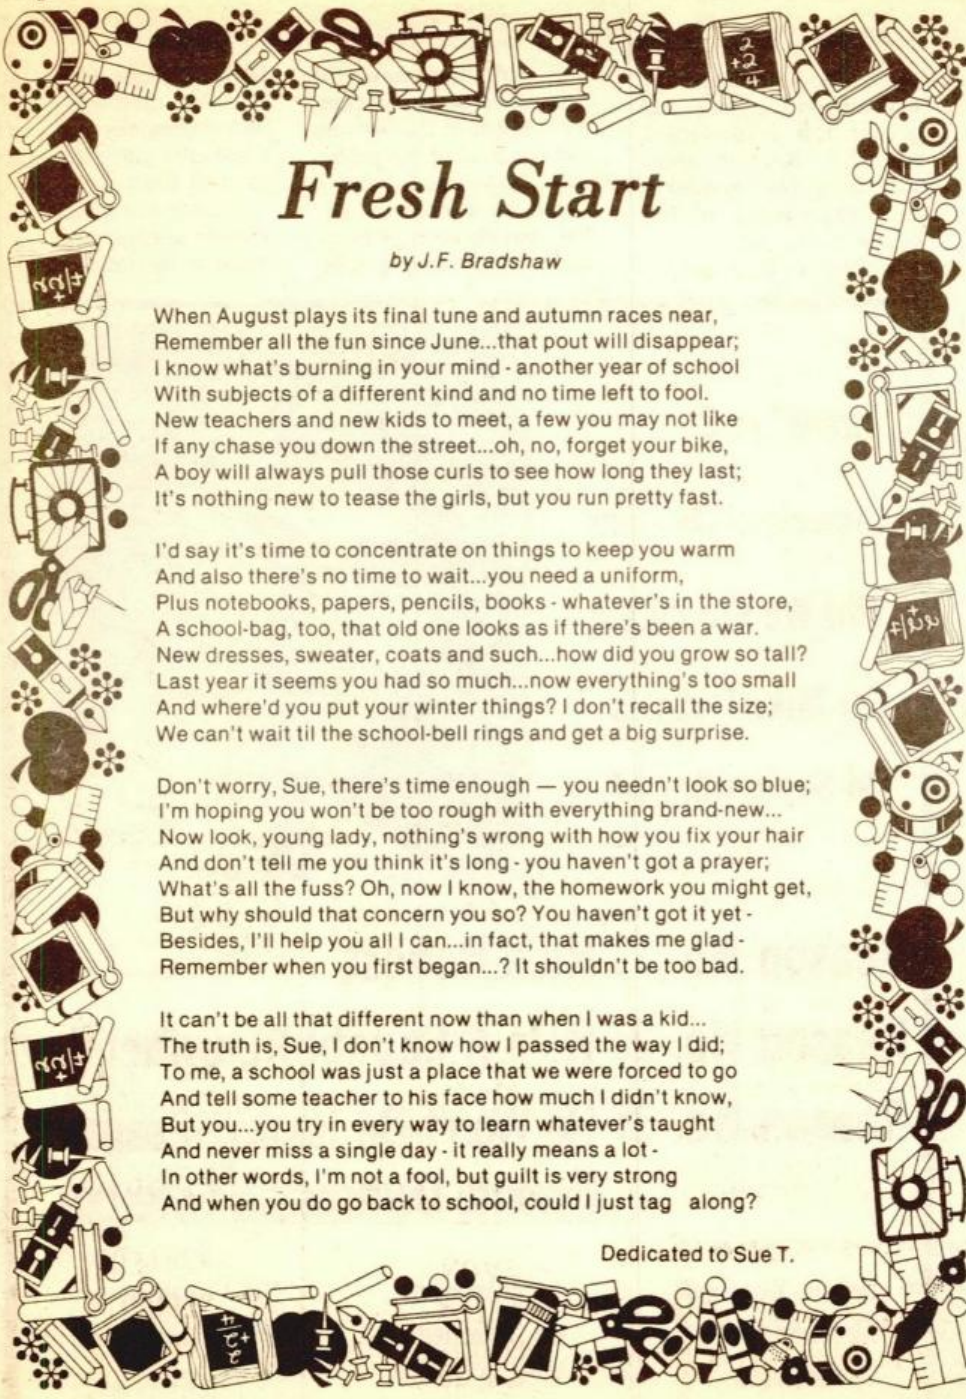 Fresh Start
by J.F. Bradshaw
When August plays its final tune and autumn races near,
Remember all the fun since June...that pout will disappear;
I know what's burning in your mind - another year of school
With subjects of a different kind and no time left to fool.
New teachers and new kids to meet, a few you may not like
If any chase you down the street...oh, no, forget your bike,
A boy will always pull those curls to see how long they last;
It's nothing new to tease the girls, but you run pretty fast.
I'd say it's time to concentrate on things to keep you warm
And also there's no time to wait...you need a uniform,
Plus notebooks, papers, pencils, books - whatever's in the store,
A school-bag, too, that old one looks as if there's been a war.
New dresses, sweater, coats and such...how did you grow so tall?
Last year it seems you had so much...now everything's too small
And where'd you put your winter things? I don't recall the size;
We can't wait til the school-bell rings and get a big surprise.
Don't worry, Sue, there's time enough — you needn't look so blue;
I'm hoping you won't be too rough with everything brand-new...
Now look, young lady, nothing's wrong with how you fix your hair
And don't tell me you think it's long - you haven't got a prayer;
What's all the fuss? Oh, now I know, the homework you might get,
But why should that concern you so? You haven't got it yet -
Besides, I'll help you all I can...in fact, that makes me glad -
Remember when you first began...? It shouldn't be too bad.
It can't be all that different now than when I was a kid...
The truth is, Sue, I don't know how I passed the way I did;
To me, a school was just a place that we were forced to go
And tell some teacher to his face how much I didn't know,
But you...you try in every way to learn whatever's taught
And never miss a single day - it really means a lot -
In other words, I'm not a fool, but guilt is very strong
And when you do go back to school, could I just tag along?
Dedicated to Sue T.
2
+2
4
2
+2
4
2
+2
4
2
+2
4
2
+2
4